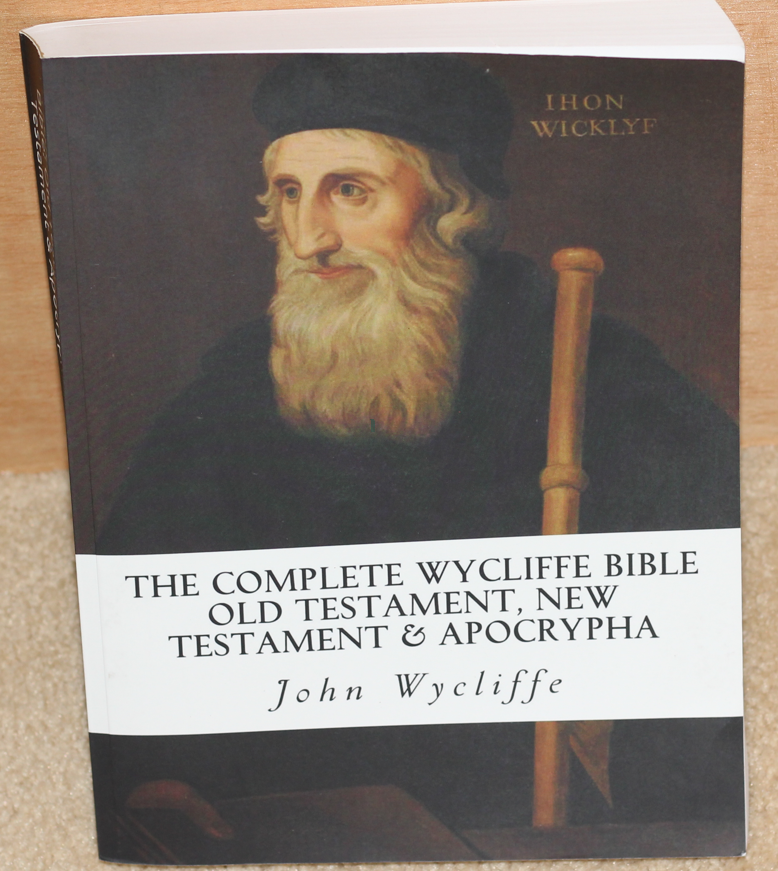 IHON
WICKLYF
THE COMPLETE WYCLIFFE BIBLE
OLD TESTAMENT, NEW
TESTAMENT & APOCRYPHA
John Wycliffe